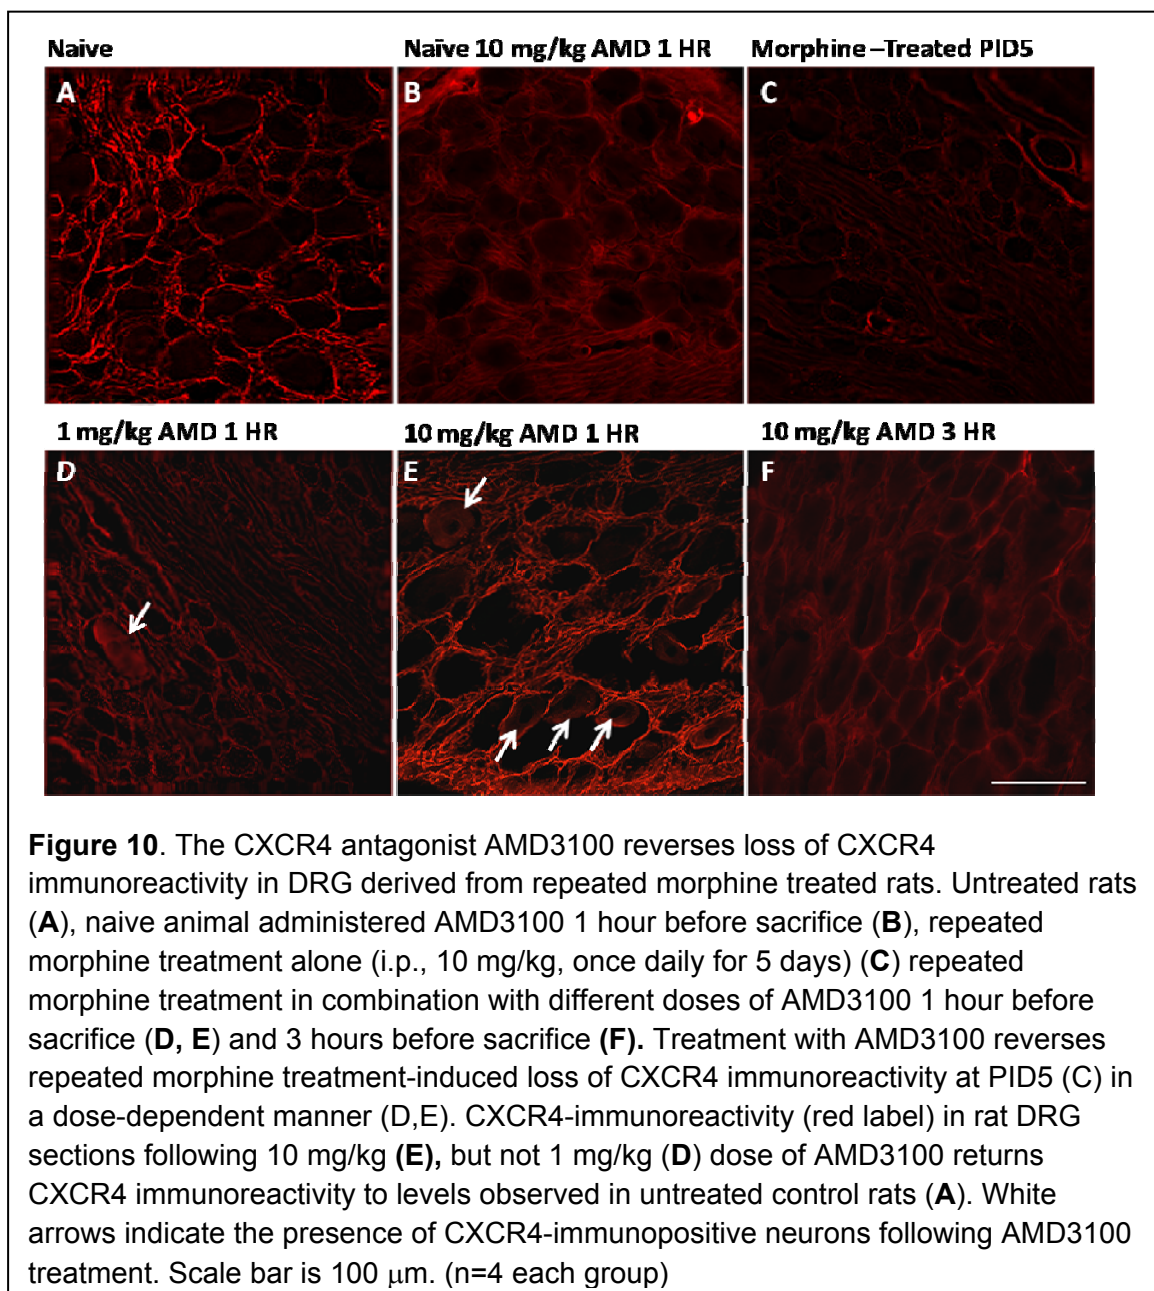 Naive
Naïve 10 mg/kg AMD 1 HR
Morphine –Treated PID5
A
B
C
1 mg/kg AMD 1 HR
10 mg/kg AMD 1 HR
10 mg/kg AMD 3 HR
D
E
F
Figure 10. The CXCR4 antagonist AMD3100 reverses loss of CXCR4
immunoreactivity in DRG derived from repeated morphine treated rats. Untreated rats
(A), naive animal administered AMD3100 1 hour before sacrifice (B), repeated
morphine treatment alone (i.p., 10 mg/kg, once daily for 5 days) (C) repeated
morphine treatment in combination with different doses of AMD3100 1 hour before
sacrifice (D, E) and 3 hours before sacrifice (F). Treatment with AMD3100 reverses
repeated morphine treatment-induced loss of CXCR4 immunoreactivity at PID5 (C) in
a dose-dependent manner (D,E). CXCR4-immunoreactivity (red label) in rat DRG
sections following 10 mg/kg (E), but not 1 mg/kg (D) dose of AMD3100 returns
CXCR4 immunoreactivity to levels observed in untreated control rats (A). White
arrows indicate the presence of CXCR4-immunopositive neurons following AMD3100
treatment. Scale bar is 100 μm. (n=4 each group)